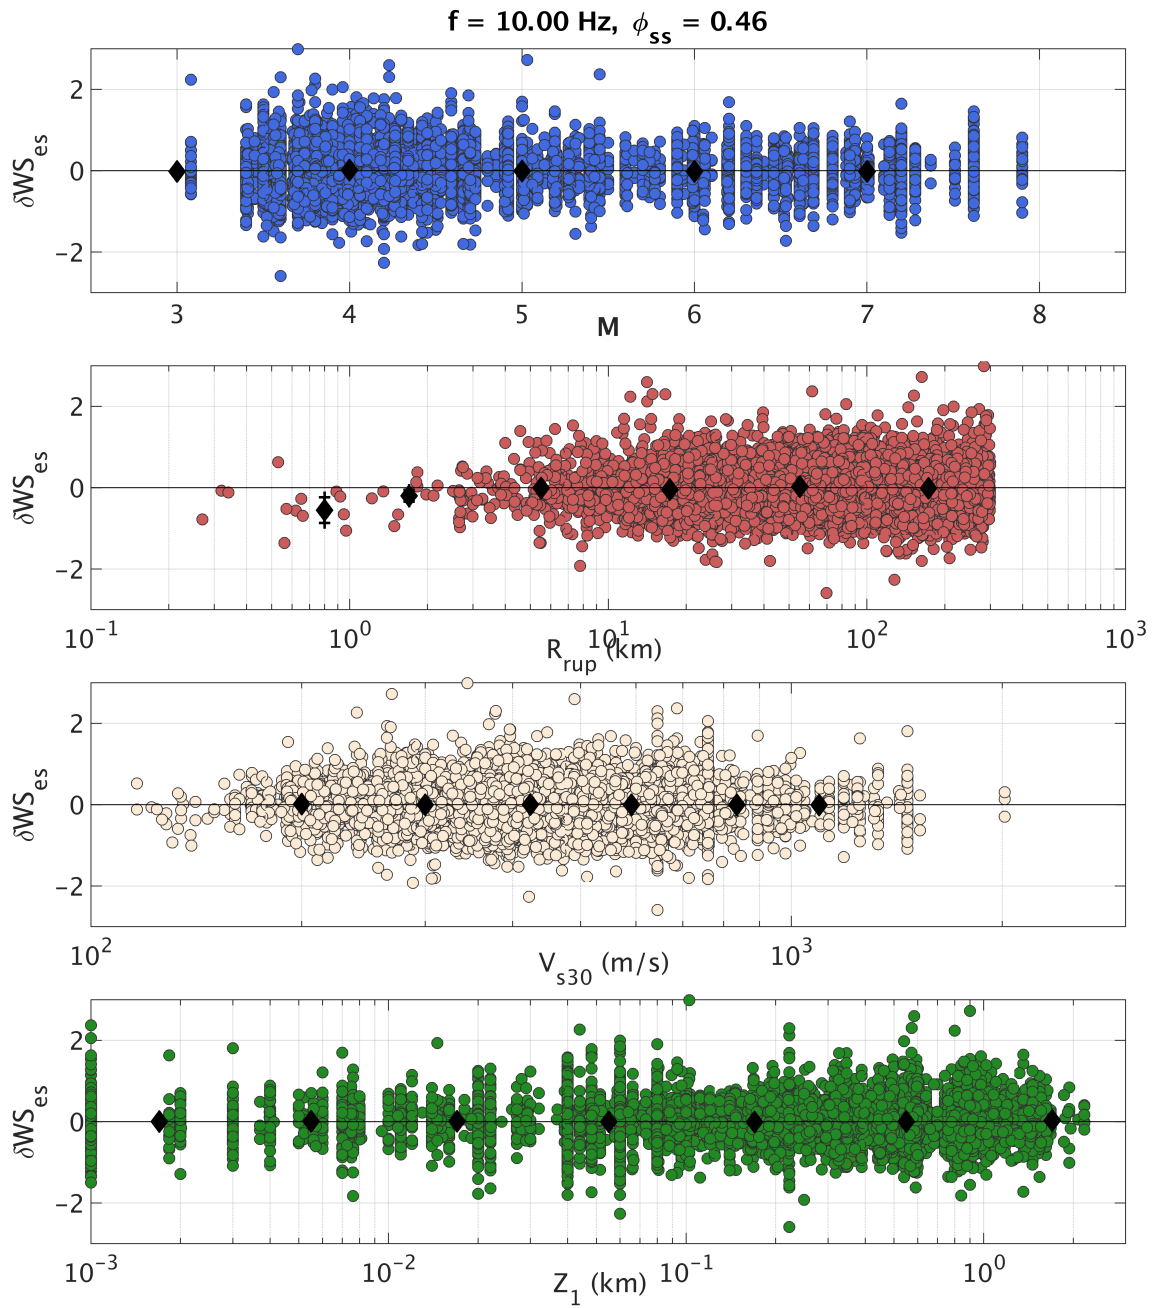 f = 10.00 Hz, ϕss = 0.46
2
0
−2
δWSes
3 4 5 6 7 8
M
2
0
−2
δWSes
10⁻¹ 10⁰ 10¹ 10² 10³
Rrup (km)
2
0
−2
δWSes
10² 10³
Vs30 (m/s)
2
0
−2
δWSes
10⁻³ 10⁻² 10⁻¹ 10⁰
Z1 (km)